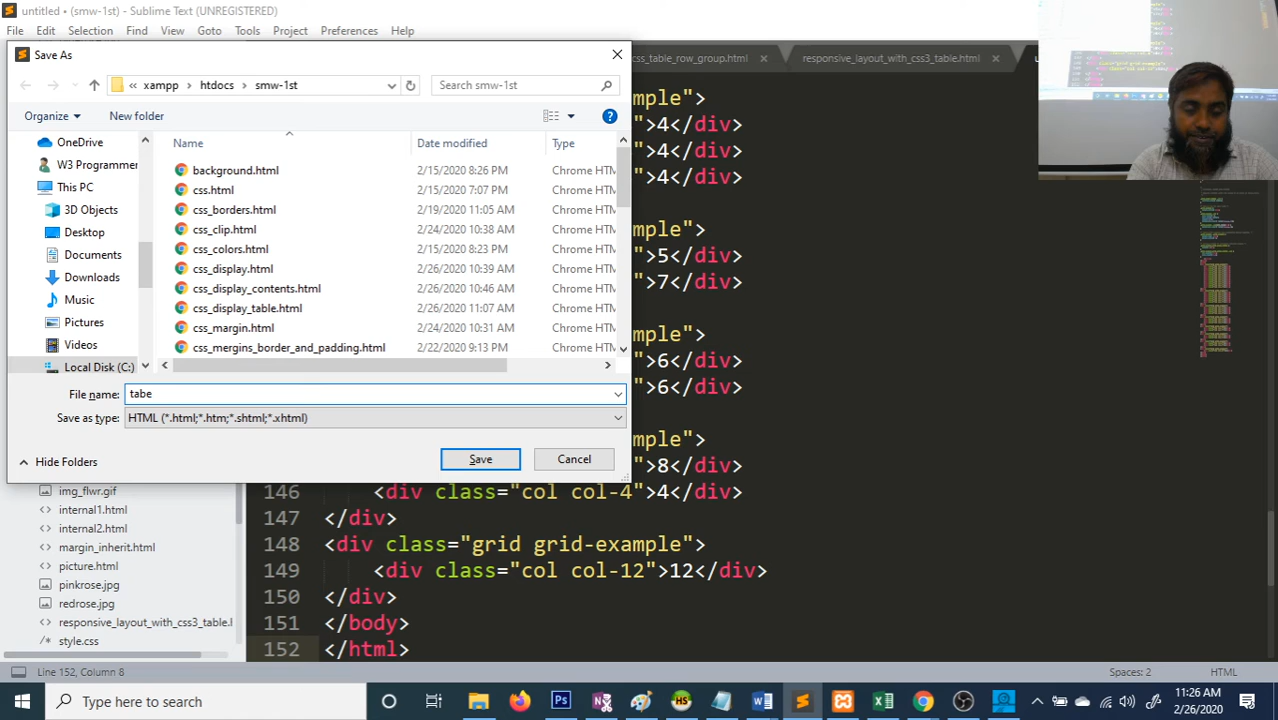 untitled • (smw-1st) - Sublime Text (UNREGISTERED)
File Edit Selection Find View Goto Tools Project Preferences Help
Save As
css_table_row_group.html
responsive_layout_with_css3_table.html
« xampp > htdocs > smw-1st
Search smw-1st
Organize
New folder
Name Date modified Type
OneDrive
W3 Programmer
This PC
3D Objects
Desktop
Documents
Downloads
Music
Pictures
Videos
Local Disk (C:)
background.html 2/15/2020 8:26 PM Chrome HTM
css.html 2/15/2020 7:07 PM Chrome HTM
css_borders.html 2/19/2020 11:05 AM Chrome HTM
css_clip.html 2/24/2020 10:38 AM Chrome HTM
css_colors.html 2/15/2020 8:23 PM Chrome HTM
css_display.html 2/26/2020 10:39 AM Chrome HTM
css_display_contents.html 2/26/2020 10:46 AM Chrome HTM
css_display_table.html 2/26/2020 11:07 AM Chrome HTM
css_margin.html 2/24/2020 10:31 AM Chrome HTM
css_mergins_border_and_padding.html 2/22/2020 9:13 PM Chrome HTM
File name: tabe
Save as type: HTML (*.html;*.htm;*.shtml;*.xhtml)
Hide Folders
Save
Cancel
mple">
">4</div>
">4</div>
">4</div>
mple">
">5</div>
">7</div>
mple">
">6</div>
">6</div>
mple">
">8</div>
146 <div class="col col-4">4</div>
147 </div>
148 <div class="grid grid-example">
149 <div class="col col-12">12</div>
150 </div>
151 </body>
152 </html>
img_flwr.gif
internal1.html
internal2.html
margin_inherit.html
picture.html
pinkrose.jpg
redrose.jpg
responsive_layout_with_css3_table.l
style.css
Line 152, Column 8
Spaces: 2
HTML
Type here to search
11:26 AM
2/26/2020